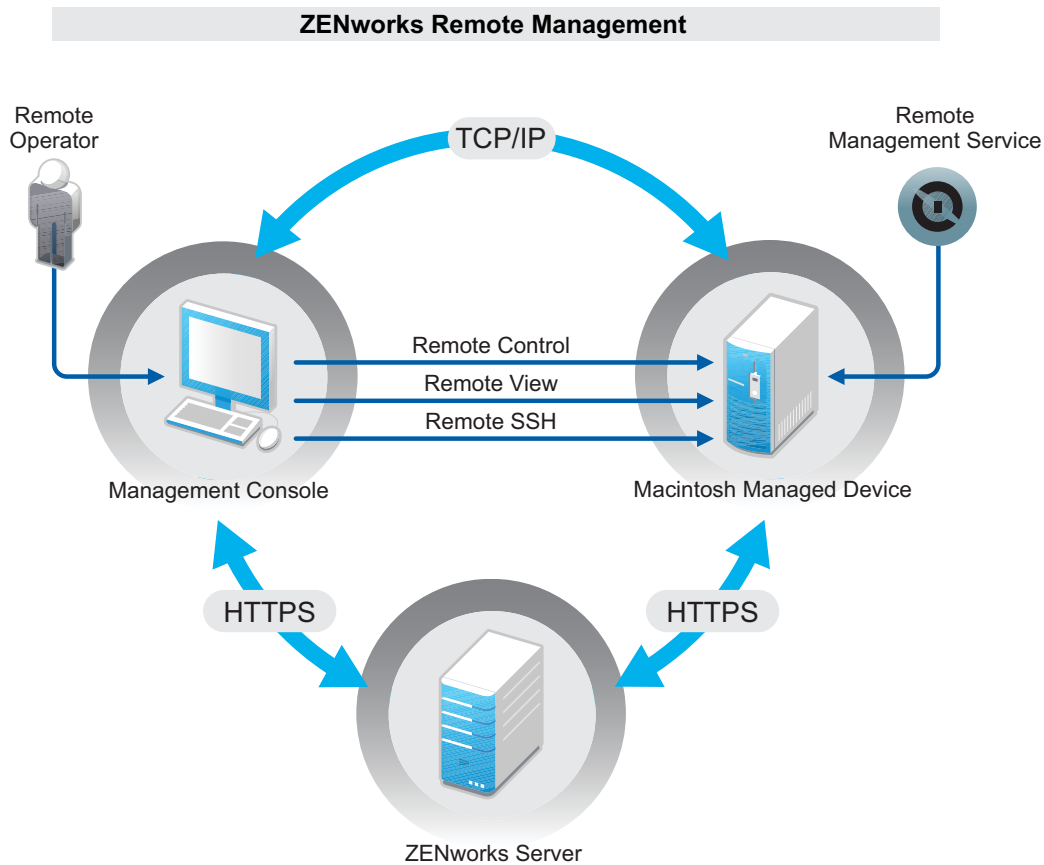 ZENworks Remote Management
Remote
Operator
TCP/IP
Remote
Management Service
Remote Control
Remote View
Remote SSH
Management Console
Macintosh Managed Device
HTTPS
HTTPS
ZENworks Server